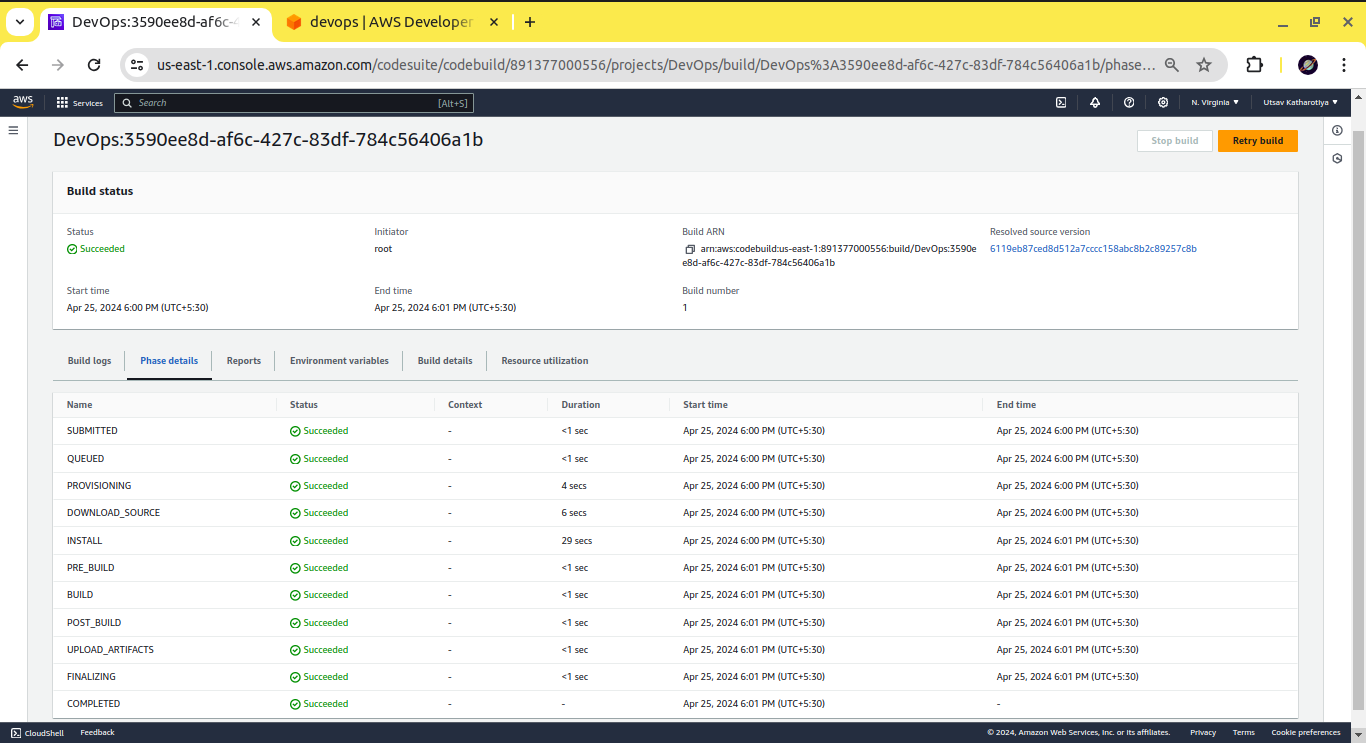 DevOps:3590ee8d-af6c-4
devops | AWS Developer
us-east-1.console.aws.amazon.com/codesuite/codebuild/891377000556/projects/DevOps/build/DevOps%3A3590ee8d-af6c-427c-83df-784c56406a1b/phase...
aws Services Search [Alt+S] N. Virginia Utsav Katharotiya
DevOps:3590ee8d-af6c-427c-83df-784c56406a1b Stop build Retry build
Build status
Status Initiator Build ARN Resolved source version
Succeeded root arn:aws:codebuild:us-east-1:891377000556:build/DevOps:3590e 6119eb87ced8d512a7cccc158abc8b2c89257c8b
e8d-af6c-427c-83df-784c56406a1b
Start time End time Build number
Apr 25, 2024 6:00 PM (UTC+5:30) Apr 25, 2024 6:01 PM (UTC+5:30) 1
Build logs Phase details Reports Environment variables Build details Resource utilization
Name Status Context Duration Start time End time
SUBMITTED Succeeded - <1 sec Apr 25, 2024 6:00 PM (UTC+5:30) Apr 25, 2024 6:00 PM (UTC+5:30)
QUEUED Succeeded - <1 sec Apr 25, 2024 6:00 PM (UTC+5:30) Apr 25, 2024 6:00 PM (UTC+5:30)
PROVISIONING Succeeded - 4 secs Apr 25, 2024 6:00 PM (UTC+5:30) Apr 25, 2024 6:00 PM (UTC+5:30)
DOWNLOAD_SOURCE Succeeded - 6 secs Apr 25, 2024 6:00 PM (UTC+5:30) Apr 25, 2024 6:00 PM (UTC+5:30)
INSTALL Succeeded - 29 secs Apr 25, 2024 6:00 PM (UTC+5:30) Apr 25, 2024 6:01 PM (UTC+5:30)
PRE_BUILD Succeeded - <1 sec Apr 25, 2024 6:01 PM (UTC+5:30) Apr 25, 2024 6:01 PM (UTC+5:30)
BUILD Succeeded - <1 sec Apr 25, 2024 6:01 PM (UTC+5:30) Apr 25, 2024 6:01 PM (UTC+5:30)
POST_BUILD Succeeded - <1 sec Apr 25, 2024 6:01 PM (UTC+5:30) Apr 25, 2024 6:01 PM (UTC+5:30)
UPLOAD_ARTIFACTS Succeeded - <1 sec Apr 25, 2024 6:01 PM (UTC+5:30) Apr 25, 2024 6:01 PM (UTC+5:30)
FINALIZING Succeeded - <1 sec Apr 25, 2024 6:01 PM (UTC+5:30) Apr 25, 2024 6:01 PM (UTC+5:30)
COMPLETED Succeeded - - Apr 25, 2024 6:01 PM (UTC+5:30) -
CloudShell Feedback © 2024, Amazon Web Services, Inc. or its affiliates. Privacy Terms Cookie preferences